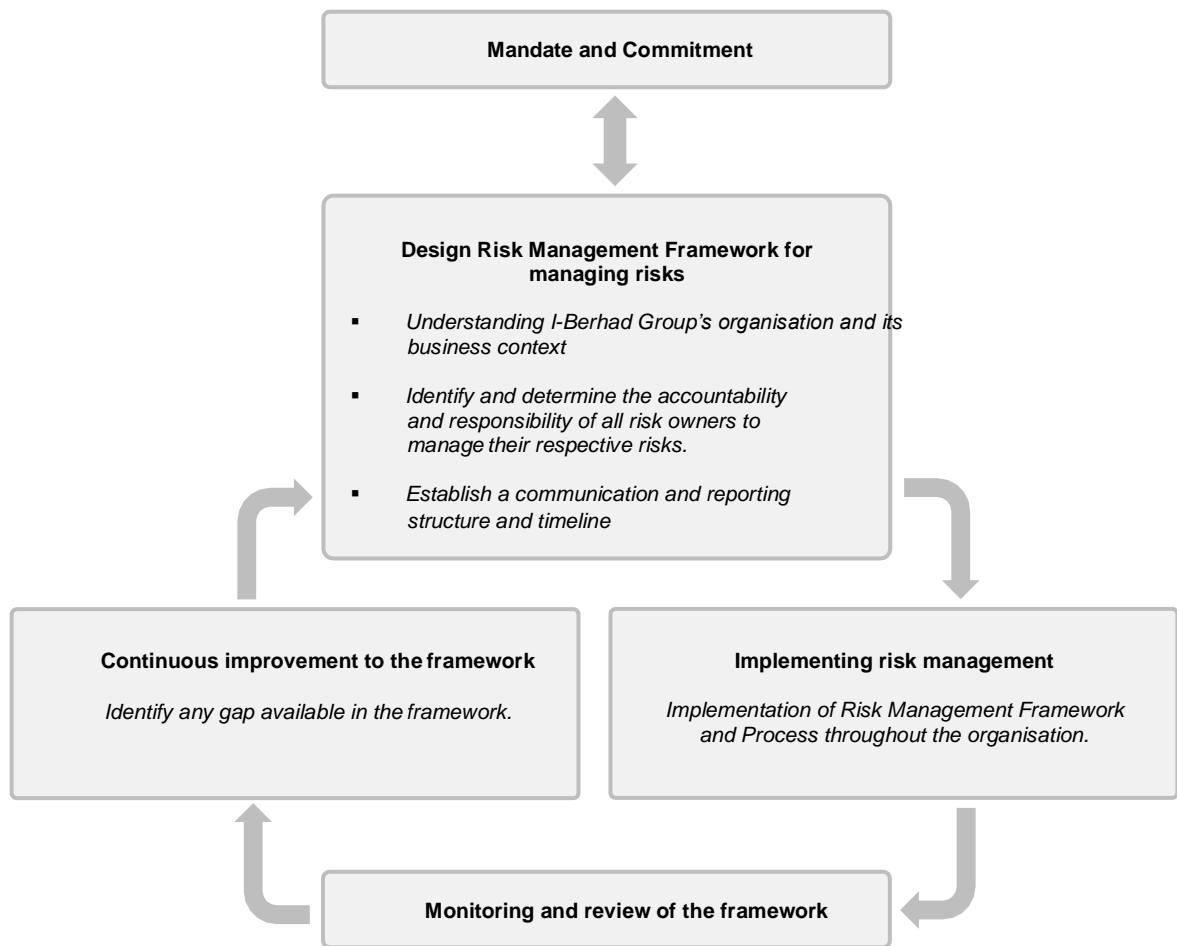 Mandate and Commitment
Design Risk Management Framework for
managing risks
▪ Understanding I-Berhad Group’s organisation and its
business context
▪ Identify and determine the accountability
and responsibility of all risk owners to
manage their respective risks.
▪ Establish a communication and reporting
structure and timeline
Continuous improvement to the framework
Identify any gap available in the framework.
Implementing risk management
Implementation of Risk Management Framework
and Process throughout the organisation.
Monitoring and review of the framework